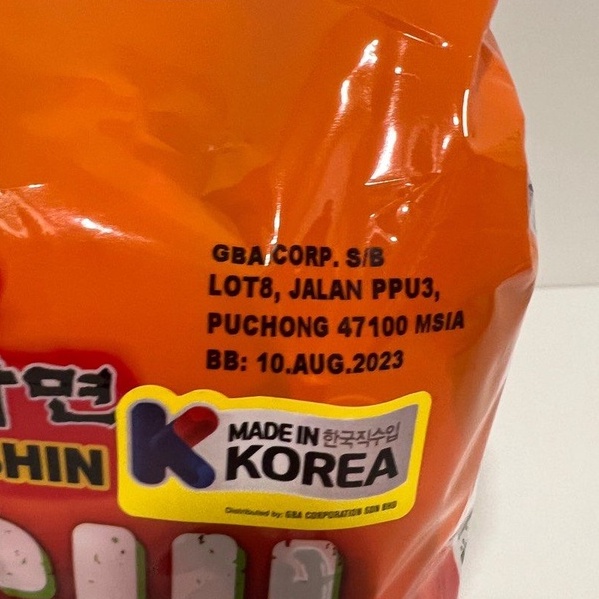 GBA CORP. S/B
LOT8, JALAN PPU3,
PUCHONG 47100 MSIA
BB: 10.AUG.2023
면
SHIN
K MADE IN 한국직수입
KOREA
Distributed by: GBA CORPORATION SDN BHD